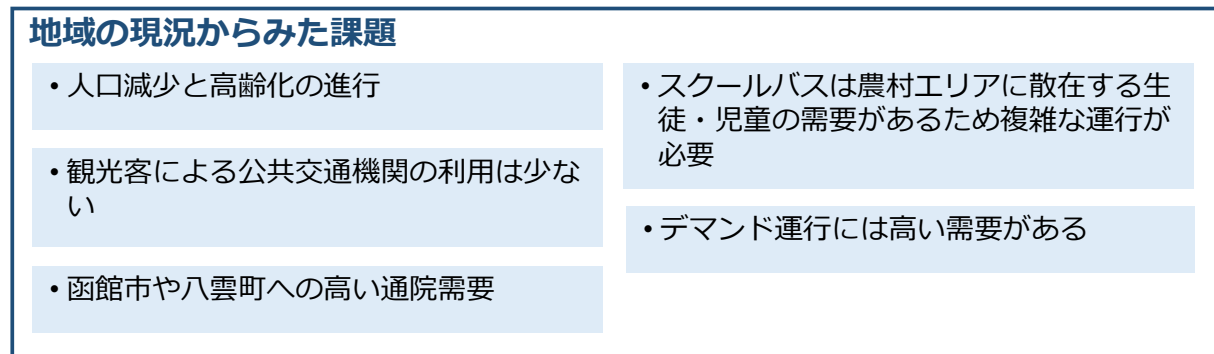 地域の現況からみた課題
• 人口減少と高齢化の進行
• 観光客による公共交通機関の利用は少な
い
• 函館市や八雲町への高い通院需要
• スクールバスは農村エリアに散在する生
徒・児童の需要があるため複雑な運行が
必要
• デマンド運行には高い需要がある